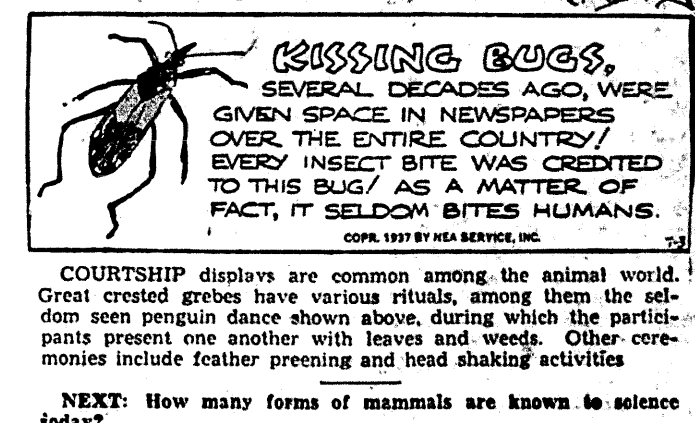 KISSING BUGS,
SEVERAL DECADES AGO, WERE
GIVEN SPACE IN NEWSPAPERS
OVER THE ENTIRE COUNTRY!
EVERY INSECT BITE WAS CREDITED
TO THIS BUG! AS A MATTER OF
FACT, IT SELDOM BITES HUMANS.
COPR. 1937 BY NEA SERVICE, INC.
7-3
COURTSHIP displays are common among the animal world.
Great crested grebes have various rituals, among them the sel-
dom seen penguin dance shown above, during which the partici-
pants present one another with leaves and weeds. Other cere-
monies include feather preening and head shaking activities
NEXT: How many forms of mammals are known to science
today?